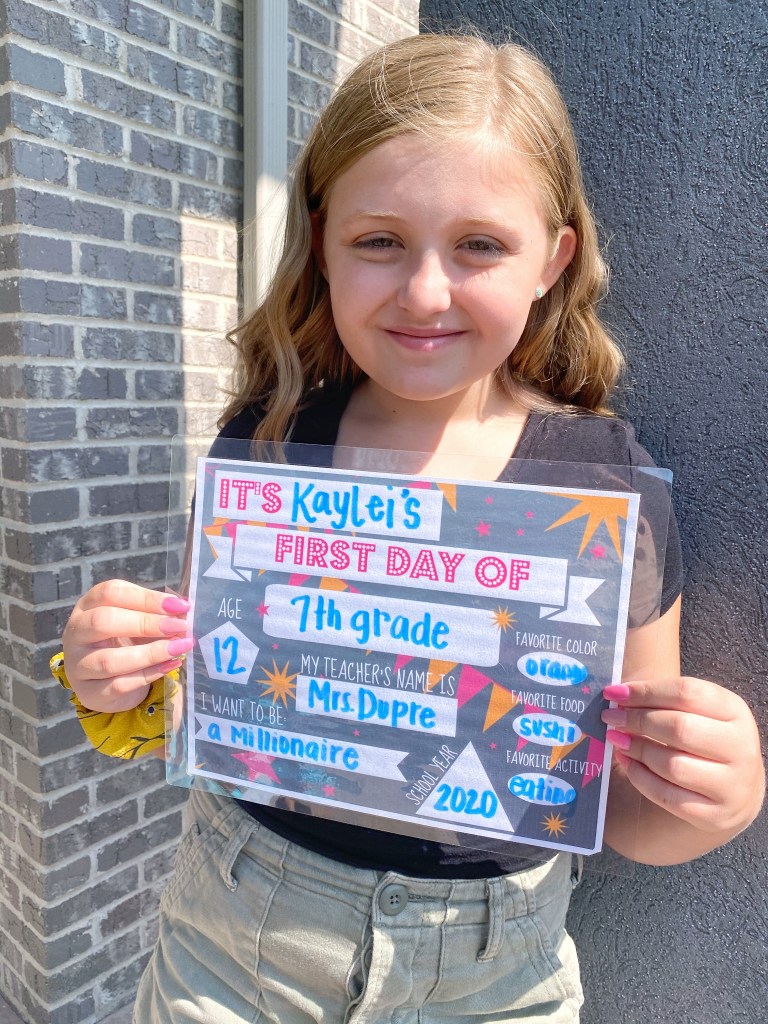 IT'S Kaylei's
FIRST DAY OF
7th grade
AGE
12
MY TEACHER'S NAME IS
Mrs. Dupre
I WANT TO BE:
a Millionaire
SCHOOL YEAR
2020
FAVORITE COLOR
FAVORITE FOOD
sushi
FAVORITE ACTIVITY
eating